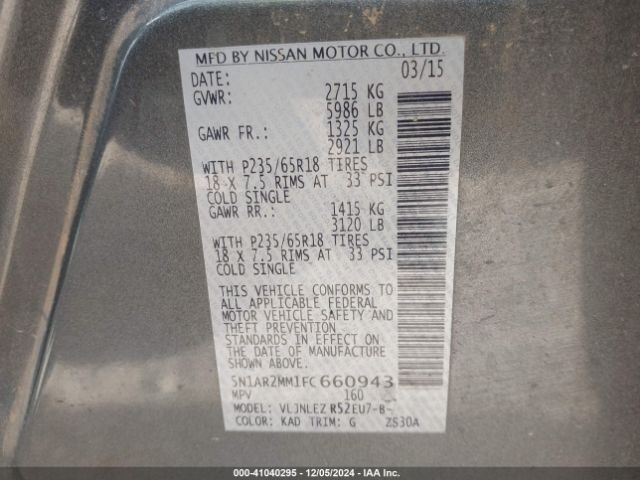 MFD BY NISSAN MOTOR CO., LTD.
DATE: 03/15
GVWR: 2715 KG
5986 LB
GAWR FR.: 1325 KG
2921 LB
WITH P235/65R18 TIRES
18 X 7.5 RIMS AT 33 PSI
COLD SINGLE
GAWR RR.: 1415 KG
3120 LB
WITH P235/65R18 TIRES
18 X 7.5 RIMS AT 33 PSI
COLD SINGLE
THIS VEHICLE CONFORMS TO
ALL APPLICABLE FEDERAL
MOTOR VEHICLE SAFETY AND
THEFT PREVENTION
STANDARDS IN EFFECT ON
THE DATE OF MANUFACTURE
SHOWN ABOVE.
5N1AR2MM1FC660943
MPV 160
MODEL: VLJNLEZ R52EU7-B-
COLOR: KAD TRIM: G ZS30A
000-41040295 - 12/05/2024 - IAA Inc.